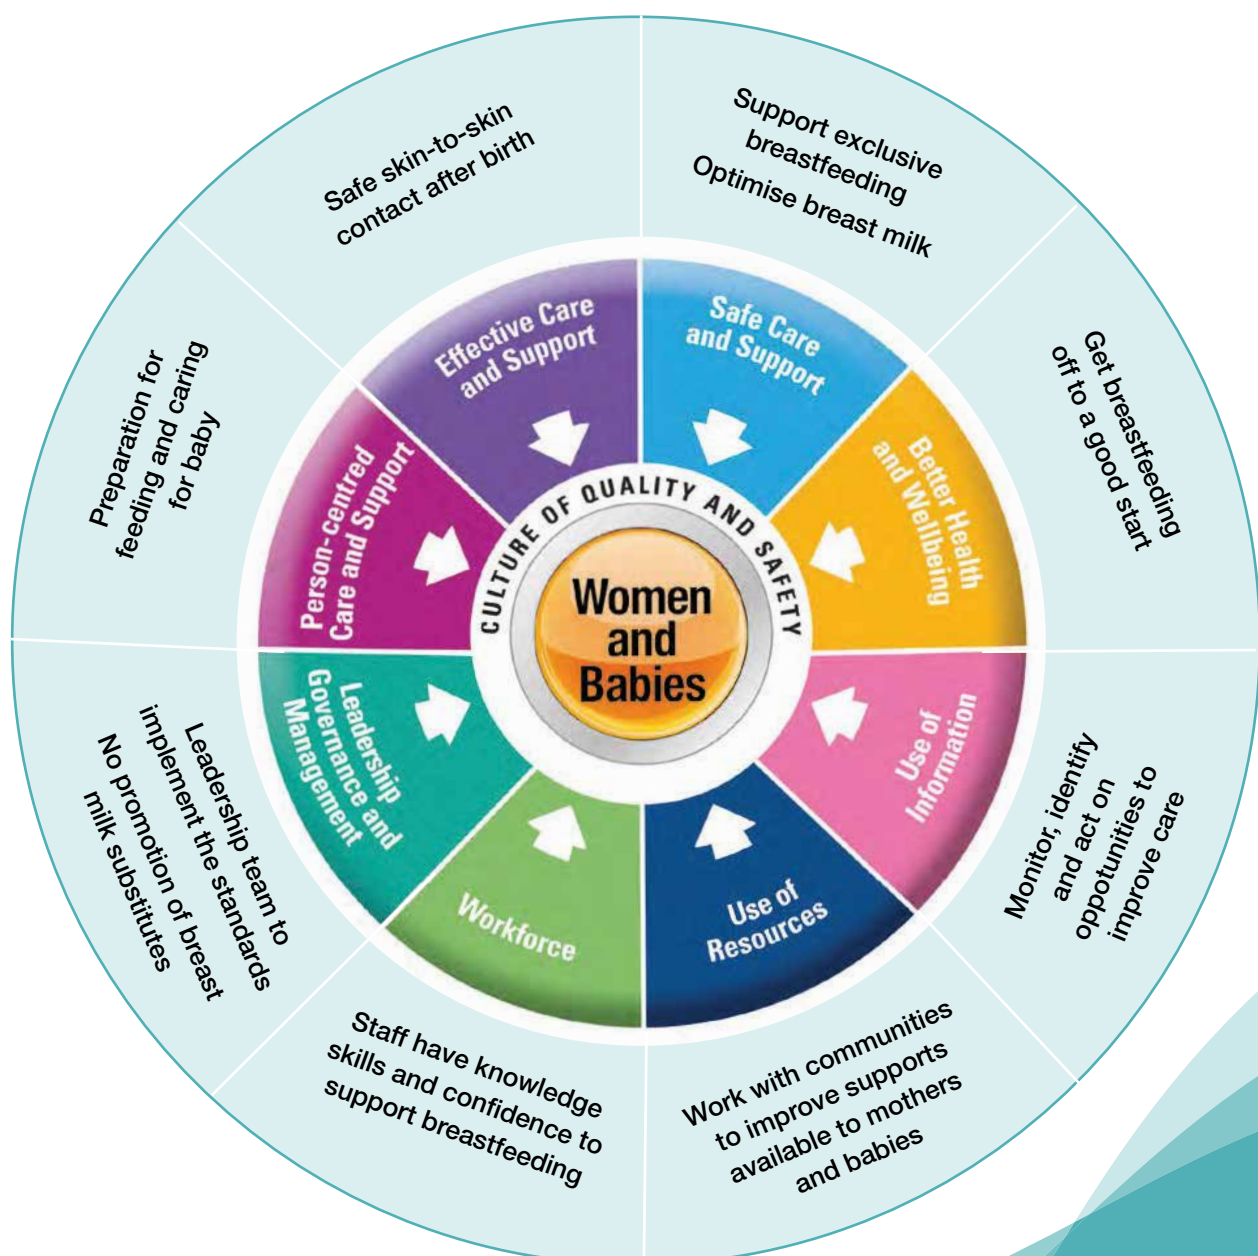 Safe skin-to-skin
contact after birth
Support exclusive
breastfeeding
Optimise breast milk
Get breastfeeding
off to a good start
Monitor, identify
and act on
oppotunities to
improve care
Work with communities
to improve supports
available to mothers
and babies
Staff have knowledge
skills and confidence to
support breastfeeding
Leadership team to
implement the standards
No promotion of breast
milk substitutes
Preparation for
feeding and caring
for baby
Effective Care
and Support
Safe Care
and Support
Better Health
and Wellbeing
Use of
Information
Use of
Resources
Workforce
Leadership
Governance and
Management
Person-centred
Care and Support
CULTURE OF QUALITY AND SAFETY
Women
and
Babies